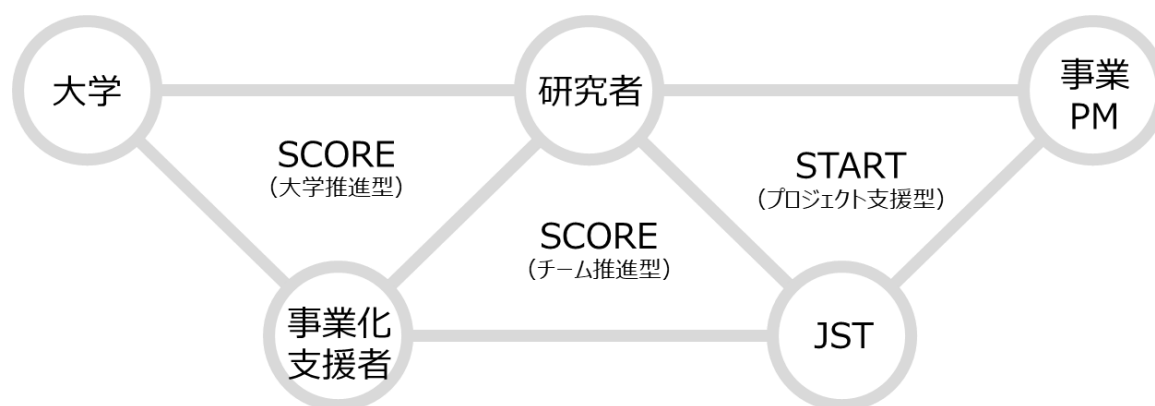 大学
研究者
事業
PM
SCORE
（大学推進型）
START
（プロジェクト支援型）
SCORE
（チーム推進型）
事業化
支援者
JST